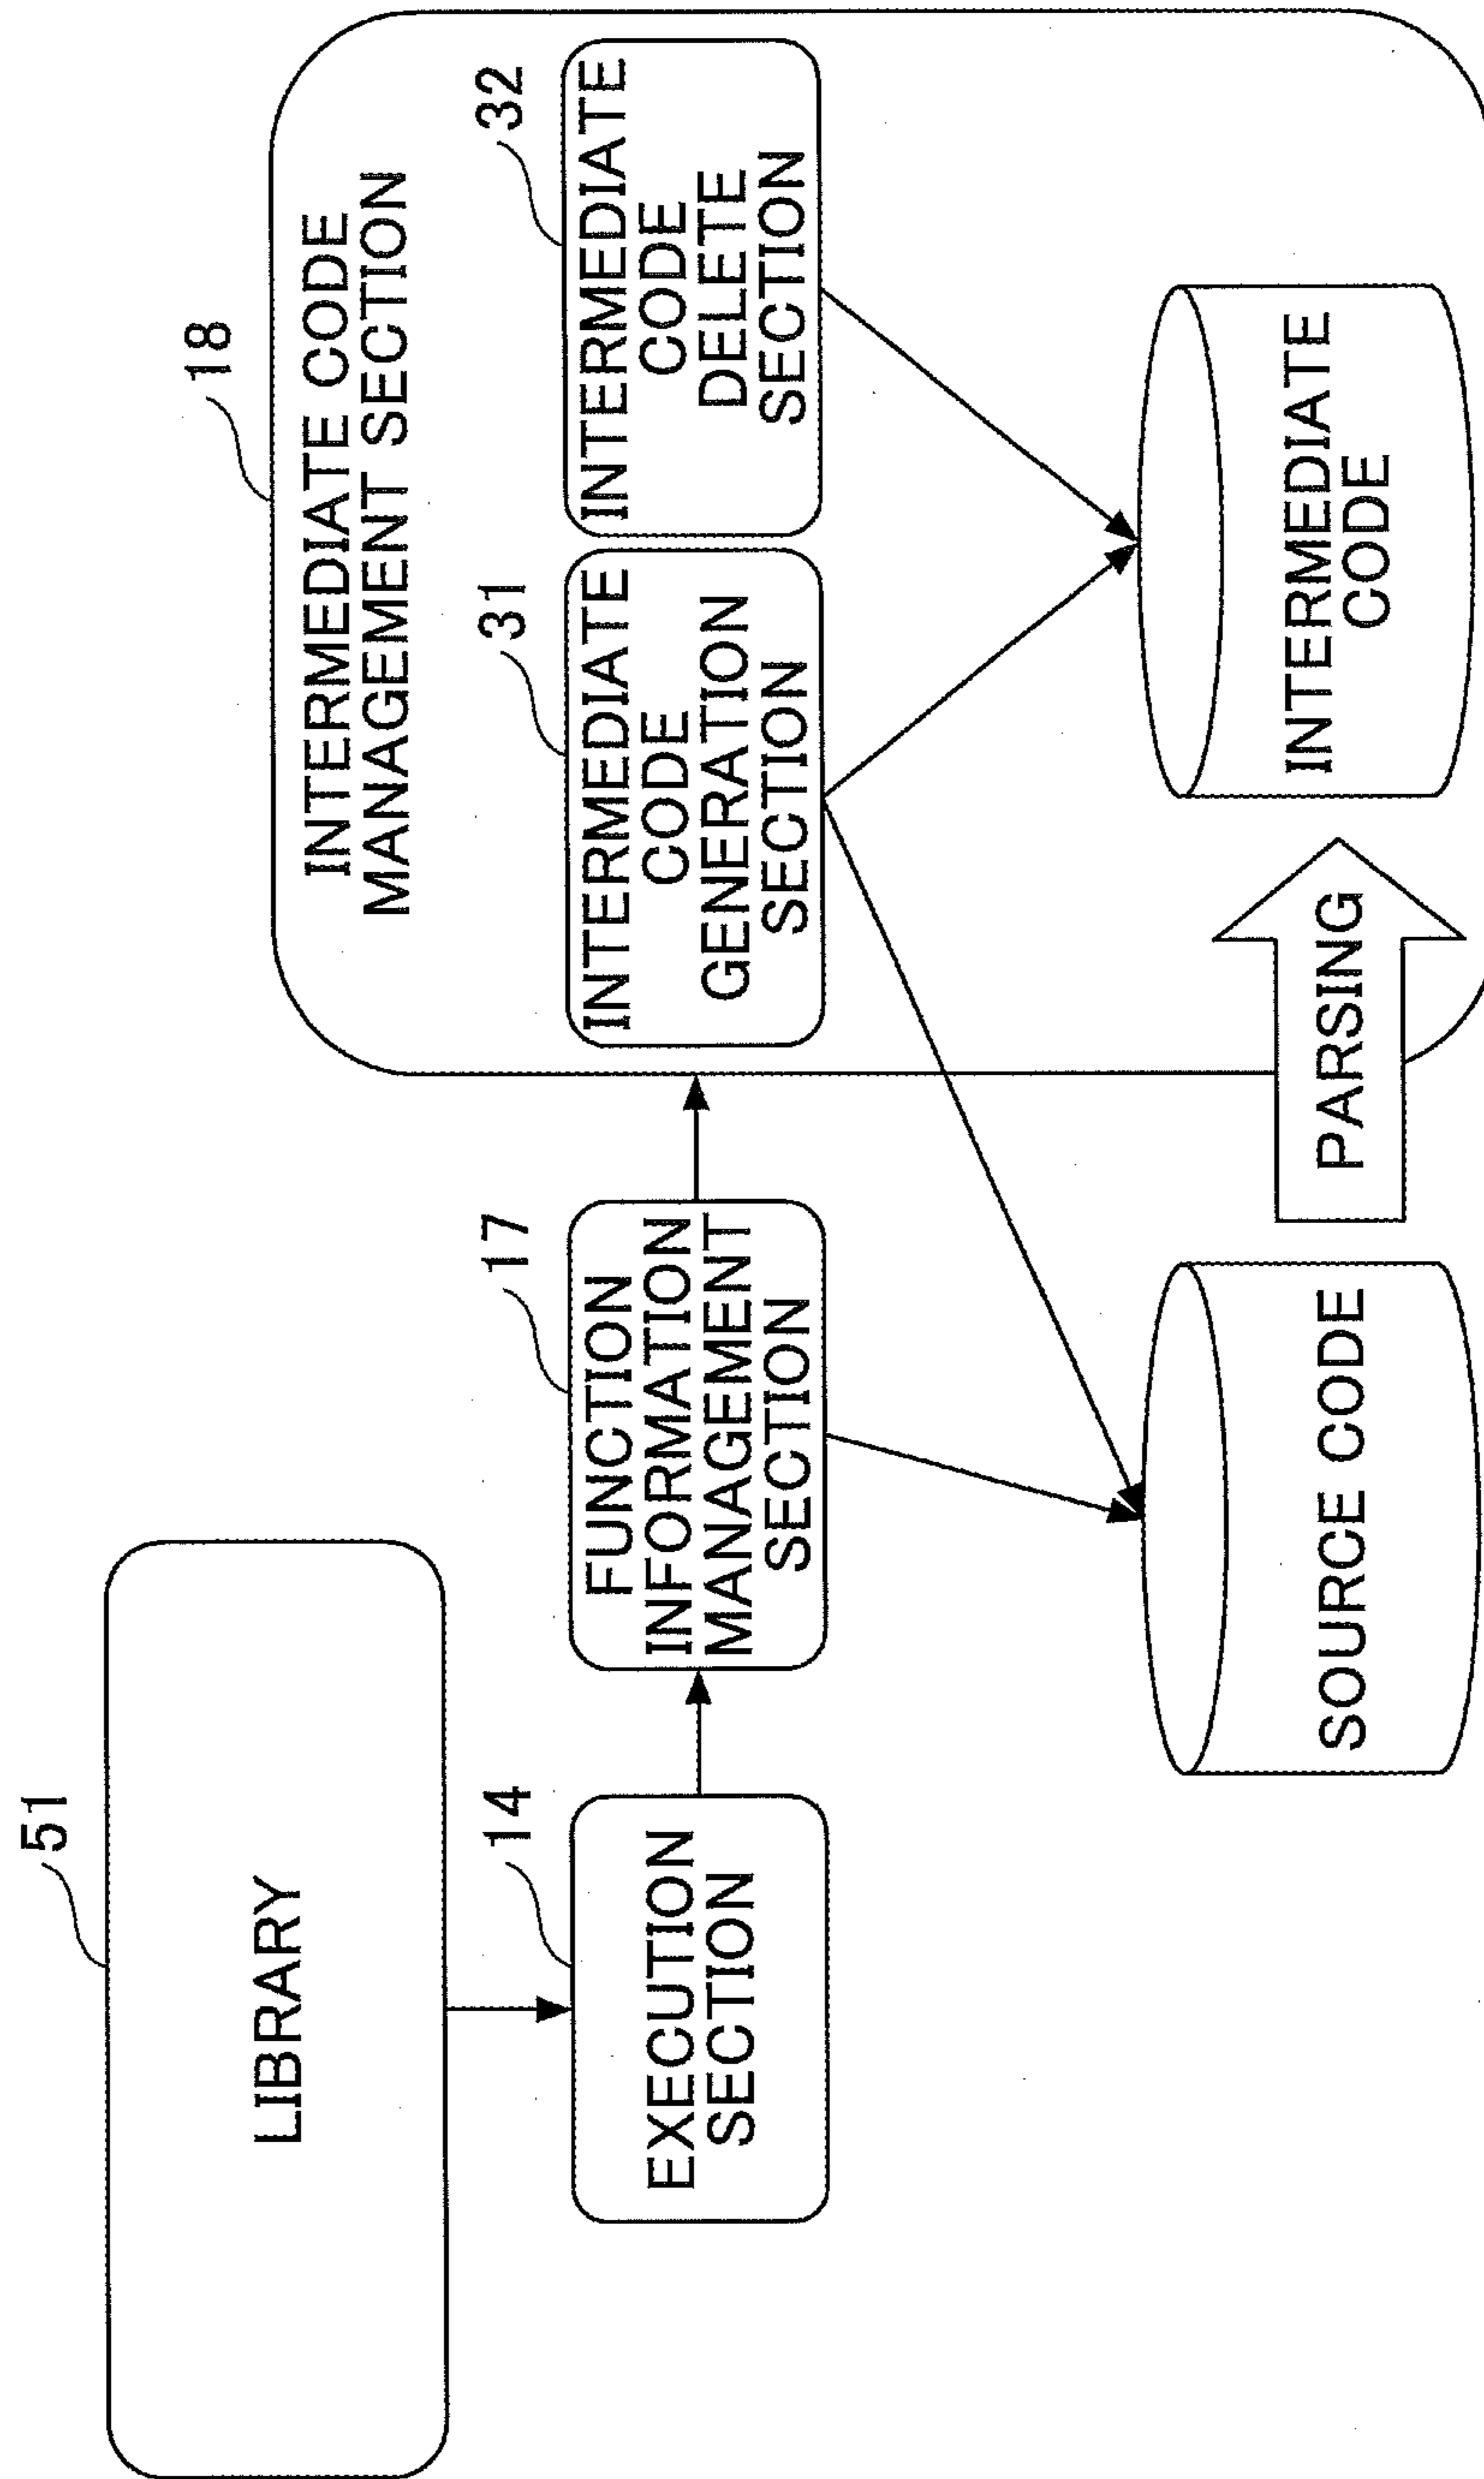 51
LIBRARY
14
EXECUTION
SECTION
17
FUNCTION
INFORMATION
MANAGEMENT
SECTION
18
INTERMEDIATE CODE
MANAGEMENT SECTION
31
INTERMEDIATE
CODE
GENERATION
SECTION
32
INTERMEDIATE
CODE
DELETE
SECTION
SOURCE CODE
PARSING
INTERMEDIATE
CODE